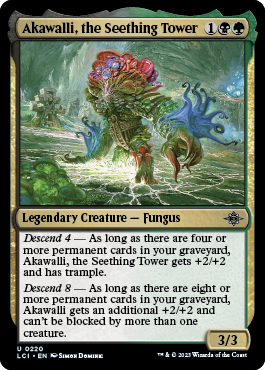 Akawalli, the Seething Tower 1
Legendary Creature — Fungus
Descend 4 — As long as there are four or
more permanent cards in your graveyard,
Akawalli, the Seething Tower gets +2/+2
and has trample.
Descend 8 — As long as there are eight or
more permanent cards in your graveyard,
Akawalli gets an additional +2/+2 and
can't be blocked by more than one
creature.
3/3
U 0220
LCI • EN Simon Dominic
™ & © 2023 Wizards of the Coast